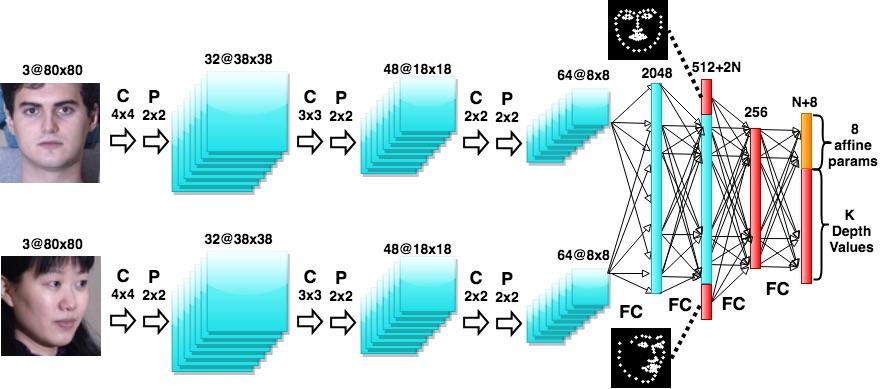 3@80x80
C
4x4
P
2x2
32@38x38
C
3x3
P
2x2
48@18x18
C
2x2
P
2x2
64@8x8
2048
512+2N
256
N+8
8
affine
params
K
Depth
Values
3@80x80
C
4x4
P
2x2
32@38x38
C
3x3
P
2x2
48@18x18
C
2x2
P
2x2
64@8x8
FC
FC
FC
FC